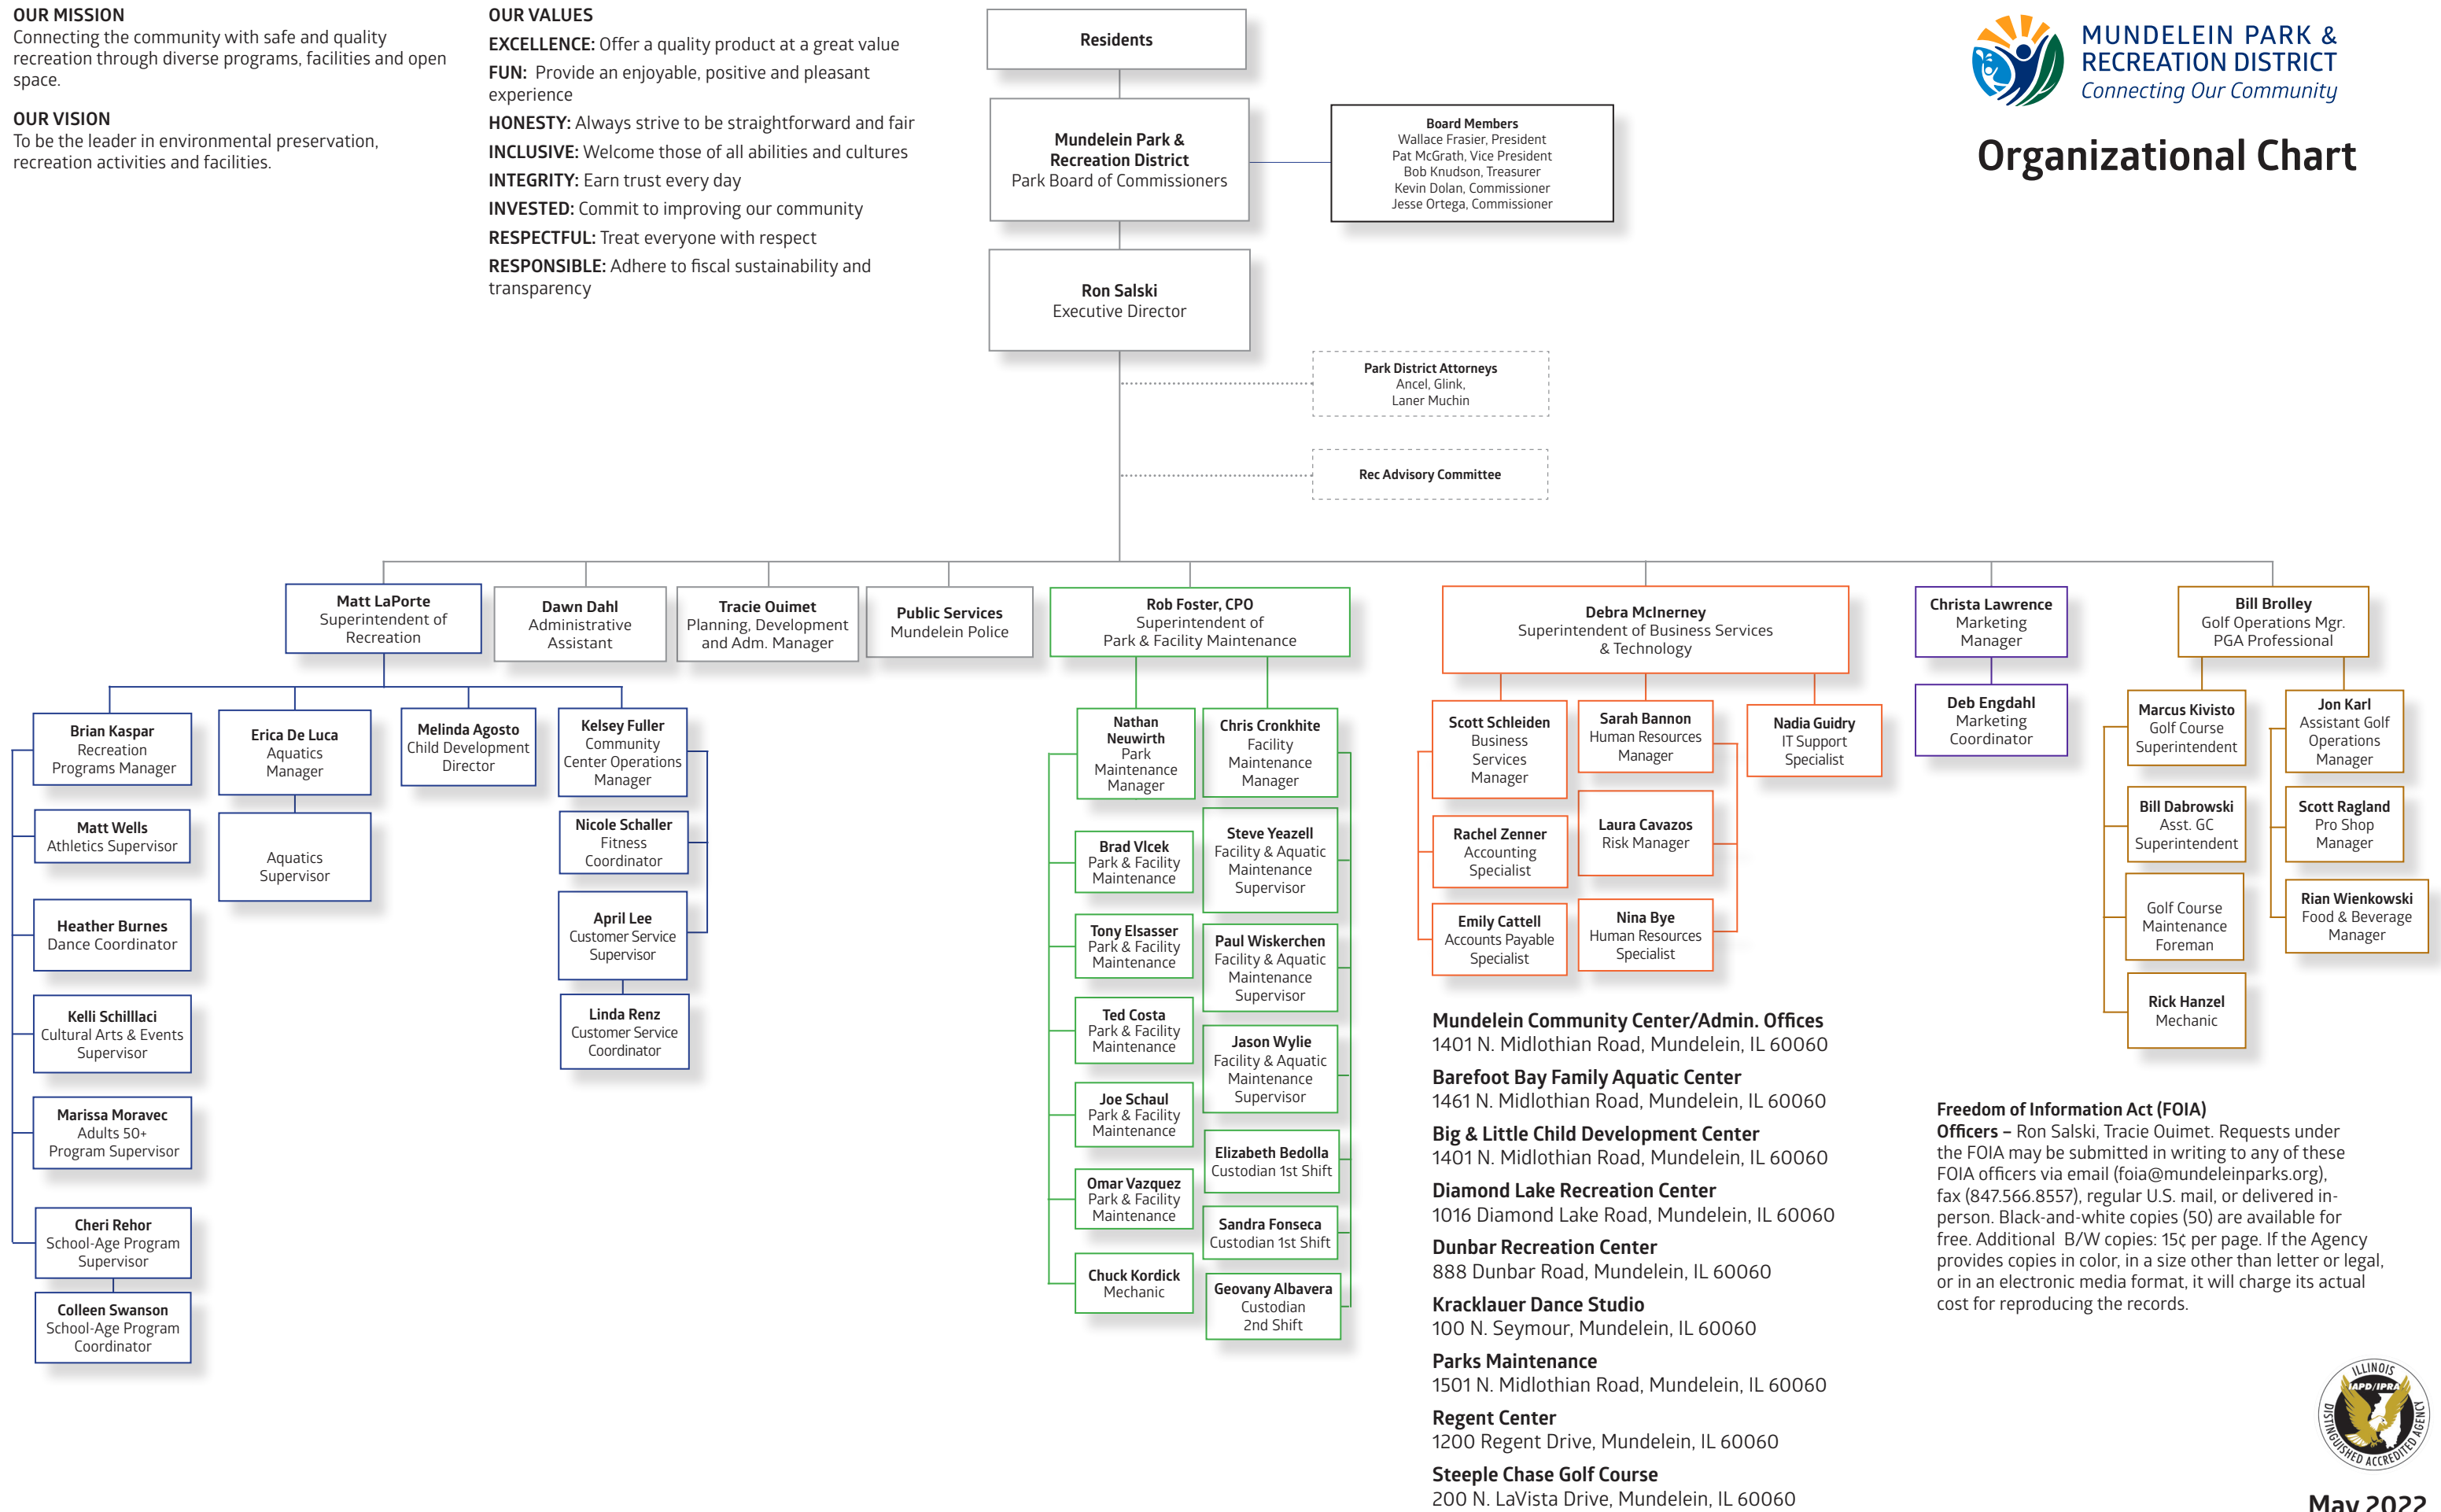 OUR MISSION
Connecting the community with safe and quality
recreation through diverse programs, facilities and open
space.
OUR VISION
To be the leader in environmental preservation,
recreation activities and facilities.
OUR VALUES
EXCELLENCE: Offer a quality product at a great value
FUN: Provide an enjoyable, positive and pleasant
experience
HONESTY: Always strive to be straightforward and fair
INCLUSIVE: Welcome those of all abilities and cultures
INTEGRITY: Earn trust every day
INVESTED: Commit to improving our community
RESPECTFUL: Treat everyone with respect
RESPONSIBLE: Adhere to fiscal sustainability and
transparency
Residents
Mundelein Park &
Recreation District
Park Board of Commissioners
Board Members
Wallace Frasier, President
Pat McGrath, Vice President
Bob Knudson, Treasurer
Kevin Dolan, Commissioner
Jesse Ortega, Commissioner
MUNDELEIN PARK &
RECREATION DISTRICT
Connecting Our Community
Organizational Chart
Ron Salski
Executive Director
Park District Attorneys
Ancel, Glink,
Laner Muchin
Rec Advisory Committee
Matt LaPorte
Superintendent of
Recreation
Dawn Dahl
Administrative
Assistant
Tracie Ouimet
Planning, Development
and Adm. Manager
Public Services
Mundelein Police
Rob Foster, CPO
Superintendent of
Park & Facility Maintenance
Debra McInerney
Superintendent of Business Services
& Technology
Christa Lawrence
Marketing
Manager
Bill Brolley
Golf Operations Mgr.
PGA Professional
Brian Kaspar
Recreation
Programs Manager
Matt Wells
Athletics Supervisor
Heather Burnes
Dance Coordinator
Kelli Schilllaci
Cultural Arts & Events
Supervisor
Marissa Moravec
Adults 50+
Program Supervisor
Cheri Rehor
School-Age Program
Supervisor
Colleen Swanson
School-Age Program
Coordinator
Erica De Luca
Aquatics
Manager
Aquatics
Supervisor
Melinda Agosto
Child Development
Director
Kelsey Fuller
Community
Center Operations
Manager
Nicole Schaller
Fitness
Coordinator
April Lee
Customer Service
Supervisor
Linda Renz
Customer Service
Coordinator
Nathan
Neuwirth
Park
Maintenance
Manager
Brad Vlcek
Park & Facility
Maintenance
Tony Elsasser
Park & Facility
Maintenance
Ted Costa
Park & Facility
Maintenance
Joe Schaul
Park & Facility
Maintenance
Omar Vazquez
Park & Facility
Maintenance
Chuck Kordick
Mechanic
Chris Cronkhite
Facility
Maintenance
Manager
Steve Yeazell
Facility & Aquatic
Maintenance
Supervisor
Paul Wiskerchen
Facility & Aquatic
Maintenance
Supervisor
Jason Wylie
Facility & Aquatic
Maintenance
Supervisor
Elizabeth Bedolla
Custodian 1st Shift
Sandra Fonseca
Custodian 1st Shift
Geovany Albavera
Custodian
2nd Shift
Scott Schleiden
Business
Services
Manager
Rachel Zenner
Accounting
Specialist
Emily Cattell
Accounts Payable
Specialist
Sarah Bannon
Human Resources
Manager
Laura Cavazos
Risk Manager
Nina Bye
Human Resources
Specialist
Nadia Guidry
IT Support
Specialist
Deb Engdahl
Marketing
Coordinator
Marcus Kivisto
Golf Course
Superintendent
Bill Dabrowski
Asst. GC
Superintendent
Golf Course
Maintenance
Foreman
Rick Hanzel
Mechanic
Jon Karl
Assistant Golf
Operations
Manager
Scott Ragland
Pro Shop
Manager
Rian Wienkowski
Food & Beverage
Manager
Mundelein Community Center/Admin. Offices
1401 N. Midlothian Road, Mundelein, IL 60060
Barefoot Bay Family Aquatic Center
1461 N. Midlothian Road, Mundelein, IL 60060
Big & Little Child Development Center
1401 N. Midlothian Road, Mundelein, IL 60060
Diamond Lake Recreation Center
1016 Diamond Lake Road, Mundelein, IL 60060
Dunbar Recreation Center
888 Dunbar Road, Mundelein, IL 60060
Kracklauer Dance Studio
100 N. Seymour, Mundelein, IL 60060
Parks Maintenance
1501 N. Midlothian Road, Mundelein, IL 60060
Regent Center
1200 Regent Drive, Mundelein, IL 60060
Steeple Chase Golf Course
200 N. LaVista Drive, Mundelein, IL 60060
Freedom of Information Act (FOIA)
Officers – Ron Salski, Tracie Ouimet. Requests under
the FOIA may be submitted in writing to any of these
FOIA officers via email (foia@mundeleinparks.org),
fax (847.566.8557), regular U.S. mail, or delivered in-
person. Black-and-white copies (50) are available for
free. Additional B/W copies: 15¢ per page. If the Agency
provides copies in color, in a size other than letter or legal,
or in an electronic media format, it will charge its actual
cost for reproducing the records.
ILLINOIS
IAPD/IPRA
DISTINGUISHED ACCREDITED AGENCY
May 2022